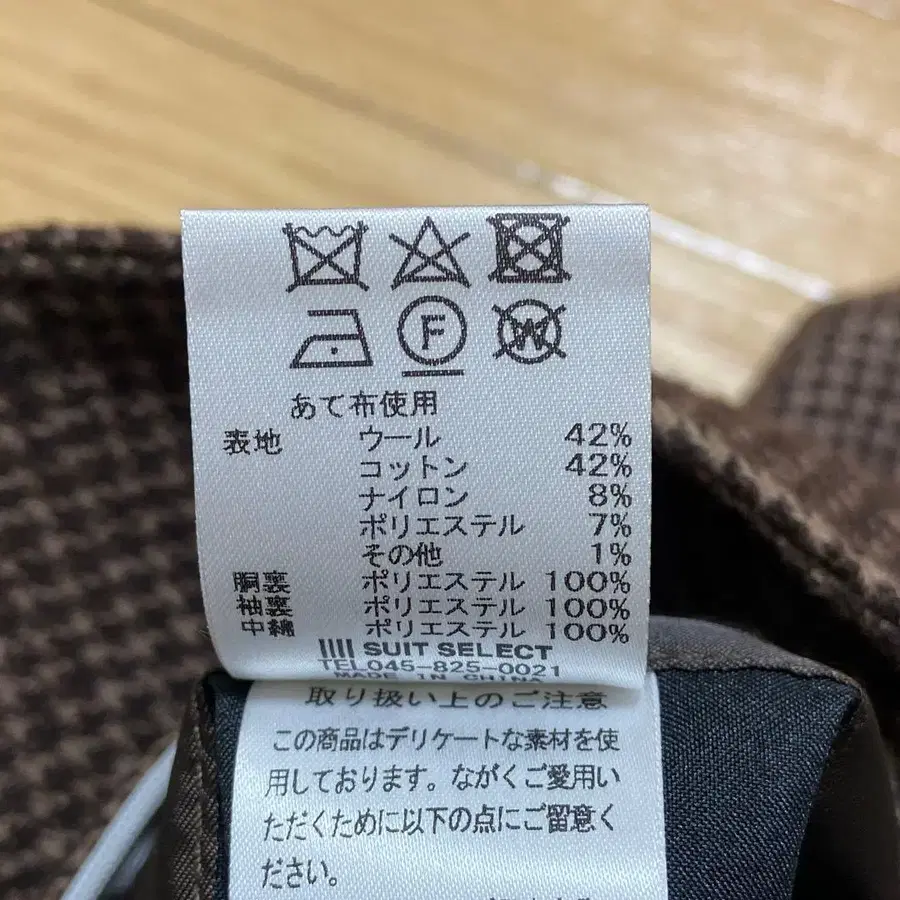 F
W
あて布使用
表地 ウール 42%
コットン 42%
ナイロン 8%
ポリエステル 7%
その他 1%
胴裏 ポリエステル 100%
袖裏 ポリエステル 100%
中綿 ポリエステル 100%
SUIT SELECT
TEL045-825-0021
MADE IN CHINA
取り扱い上のご注意
この商品はデリケートな素材を使
用しております。ながくご愛用い
ただくために以下の点にご留意く
ださい。